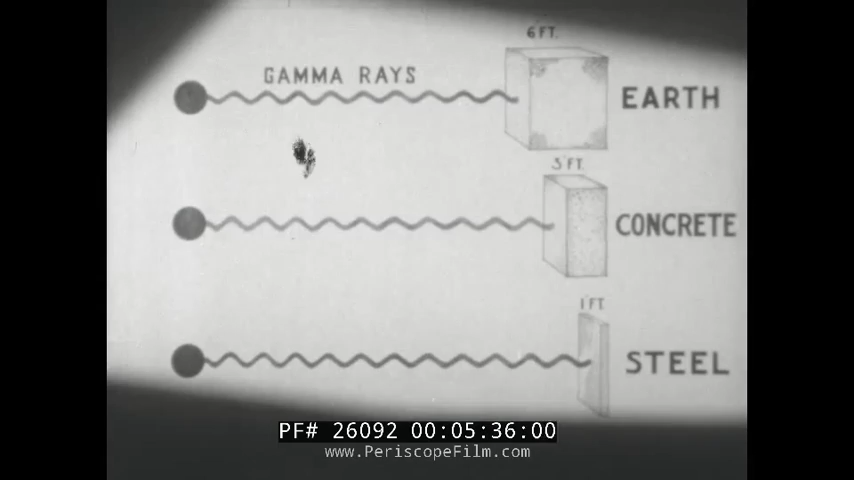 6 FT.
GAMMA RAYS
EARTH
3 FT.
CONCRETE
1 FT.
STEEL
PF# 26092 00:05:36:00
www.PeriscopeFilm.com